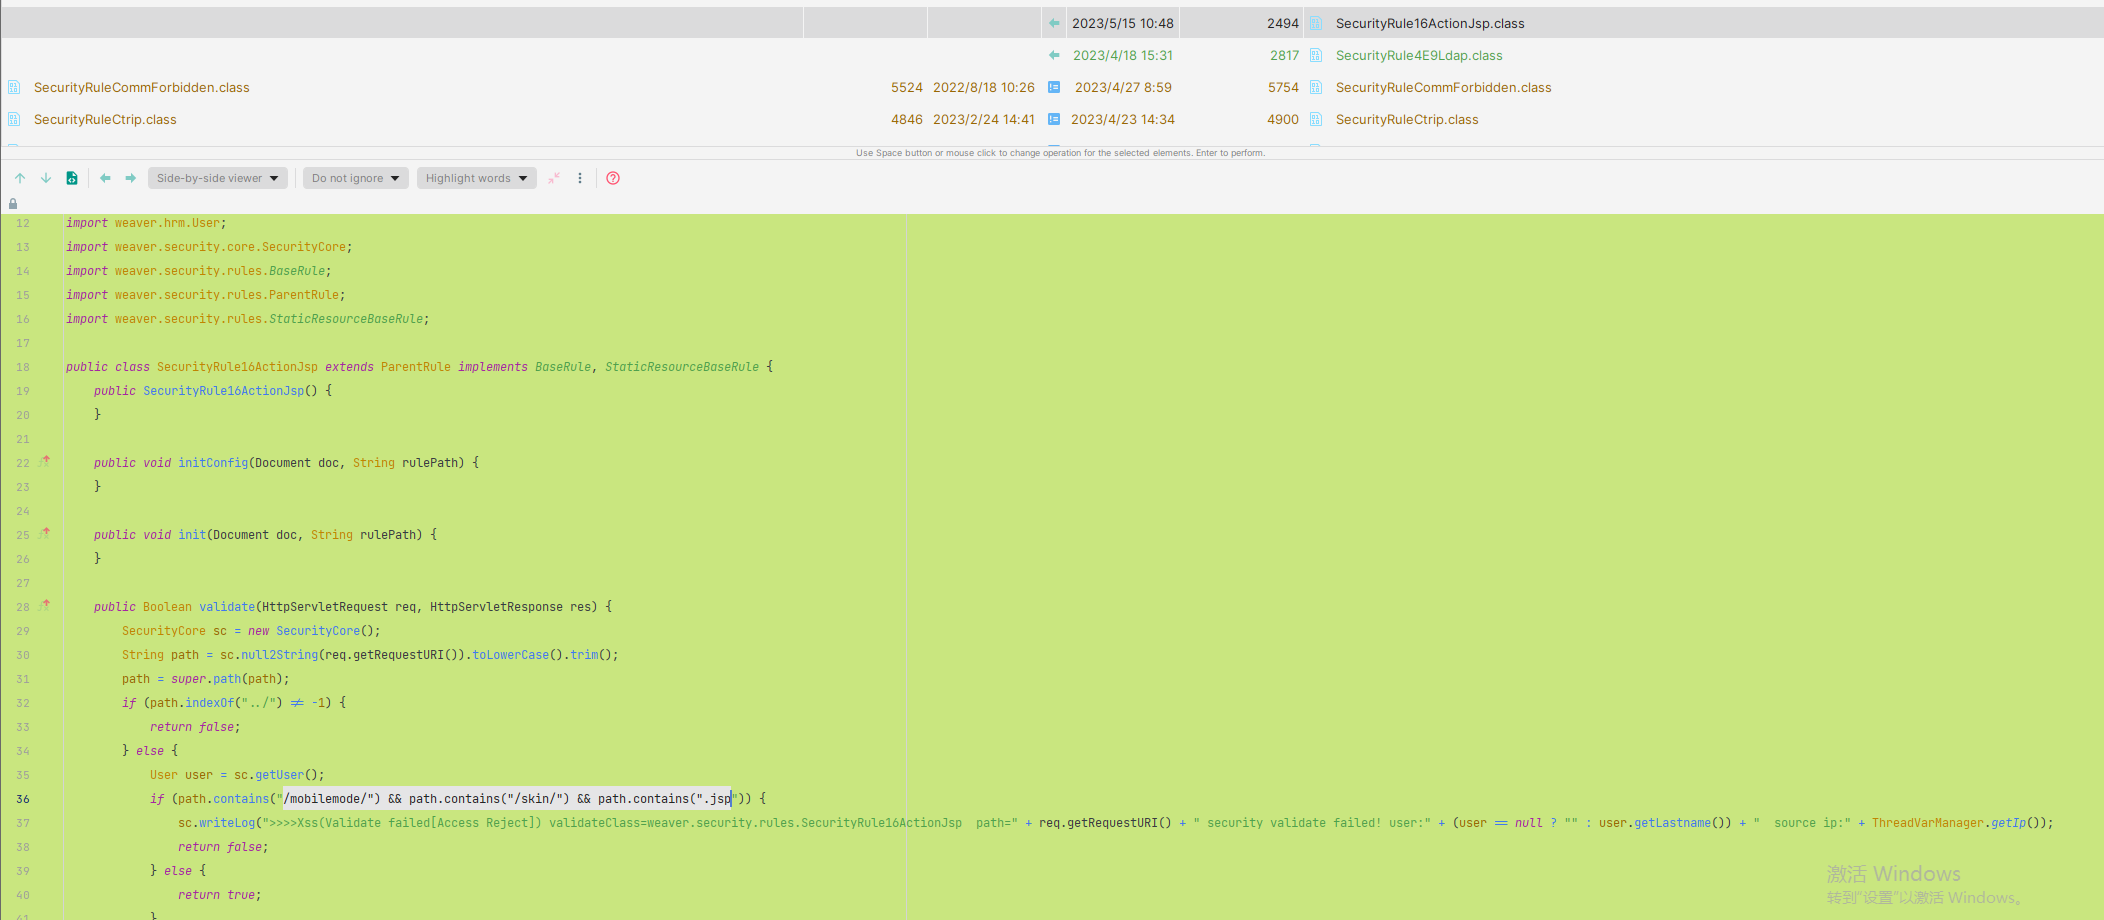 2023/5/15 10:48 2494 SecurityRule16ActionJsp.class
2023/4/18 15:31 2817 SecurityRule4E9Ldap.class
SecurityRuleCommForbidden.class 5524 2022/8/18 10:26 2023/4/27 8:59 5754 SecurityRuleCommForbidden.class
SecurityRuleCtrip.class 4846 2023/2/24 14:41 2023/4/23 14:34 4900 SecurityRuleCtrip.class
Use Space button or mouse click to change operation for the selected elements. Enter to perform.
Side-by-side viewer Do not ignore Highlight words
12 import weaver.hrm.User;
13 import weaver.security.core.SecurityCore;
14 import weaver.security.rules.BaseRule;
15 import weaver.security.rules.ParentRule;
16 import weaver.security.rules.StaticResourceBaseRule;
17
18 public class SecurityRule16ActionJsp extends ParentRule implements BaseRule, StaticResourceBaseRule {
19 public SecurityRule16ActionJsp() {
20 }
21
22 public void initConfig(Document doc, String rulePath) {
23 }
24
25 public void init(Document doc, String rulePath) {
26 }
27
28 public Boolean validate(HttpServletRequest req, HttpServletResponse res) {
29 SecurityCore sc = new SecurityCore();
30 String path = sc.null2String(req.getRequestURI()).toLowerCase().trim();
31 path = super.path(path);
32 if (path.indexOf("../") != -1) {
33 return false;
34 } else {
35 User user = sc.getUser();
36 if (path.contains("/mobilemode/") && path.contains("/skin/") && path.contains(".jsp")) {
37 sc.writeLog(">>>>Xss(Validate failed[Access Reject]) validateClass=weaver.security.rules.SecurityRule16ActionJsp  path=" + req.getRequestURI() + " security validate failed! user:" + (user == null ? "" : user.getLastname()) + "  source ip:" + ThreadVarManager.getIp());
38 return false;
39 } else {
40 return true;
41 }
激活 Windows
转到"设置"以激活 Windows。